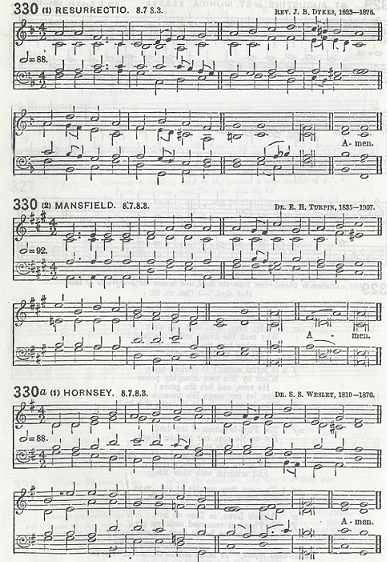 330 (1) RESURRECTIO. 8.7 8.3. REV. J. B. DYKES, 1823—1876.
=88.
A- men.
330 (2) MANSFIELD. 8.7.8.3. DR. E. H. TURPIN, 1835—1907.
=92.
A men.
330a (1) HORNSEY. 8.7.8.3. DR. S. S. WESLEY, 1810—1876.
=88.
A- men.